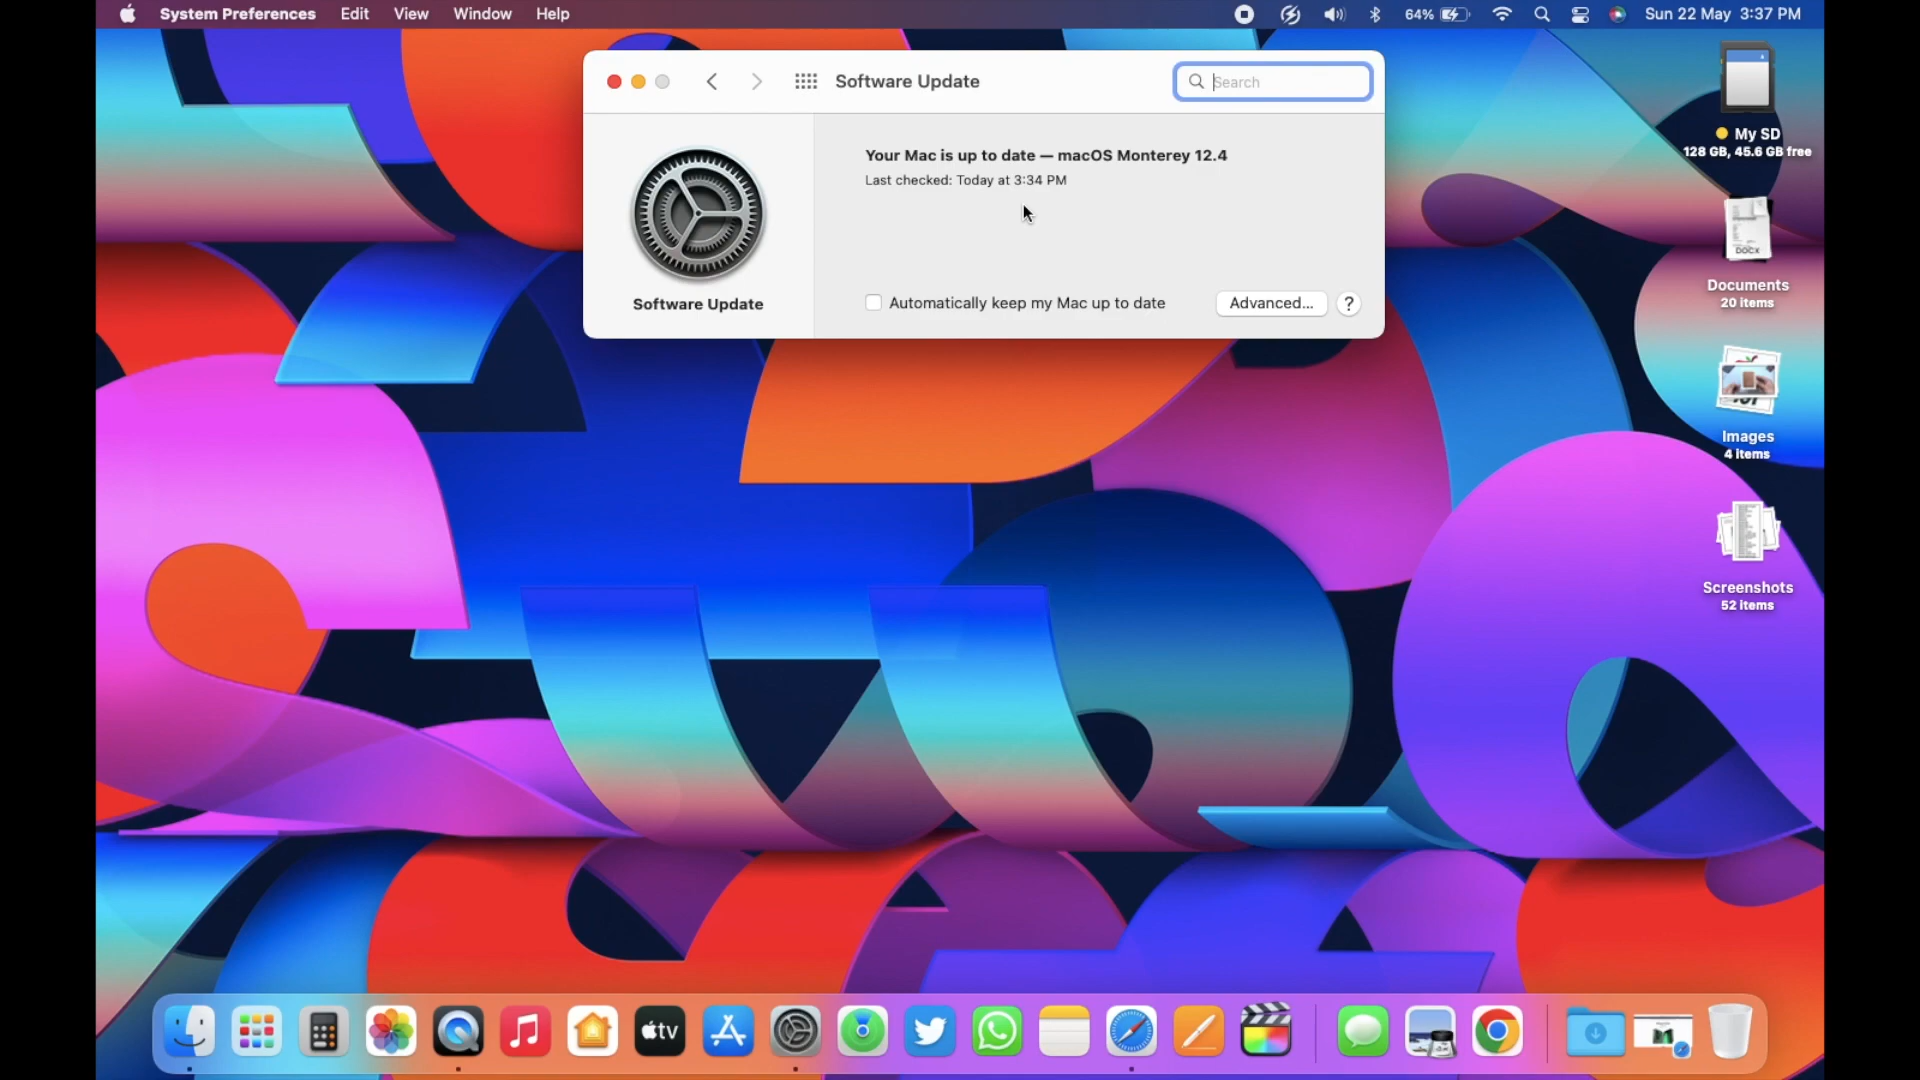 System Preferences Edit View Window Help 64% Sun 22 May 3:37 PM
Software Update
Search
Your Mac is up to date — macOS Monterey 12.4
Last checked: Today at 3:34 PM
Software Update
Automatically keep my Mac up to date
Advanced...
?
My SD
128 GB, 45.6 GB free
DOCX
Documents
20 items
Images
4 items
Screenshots
52 items
tv